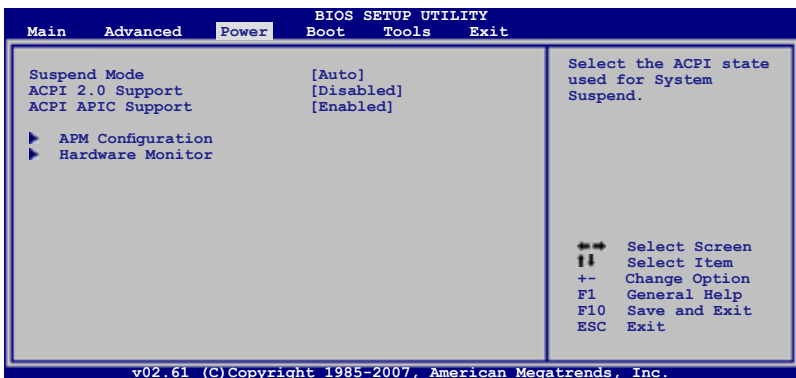 BIOS SETUP UTILITY
Main Advanced Power Boot Tools Exit
Suspend Mode [Auto]
ACPI 2.0 Support [Disabled]
ACPI APIC Support [Enabled]
APM Configuration
Hardware Monitor
Select the ACPI state
used for System
Suspend.
Select Screen
Select Item
+- Change Option
F1 General Help
F10 Save and Exit
ESC Exit
v02.61 (C)Copyright 1985-2007, American Megatrends, Inc.